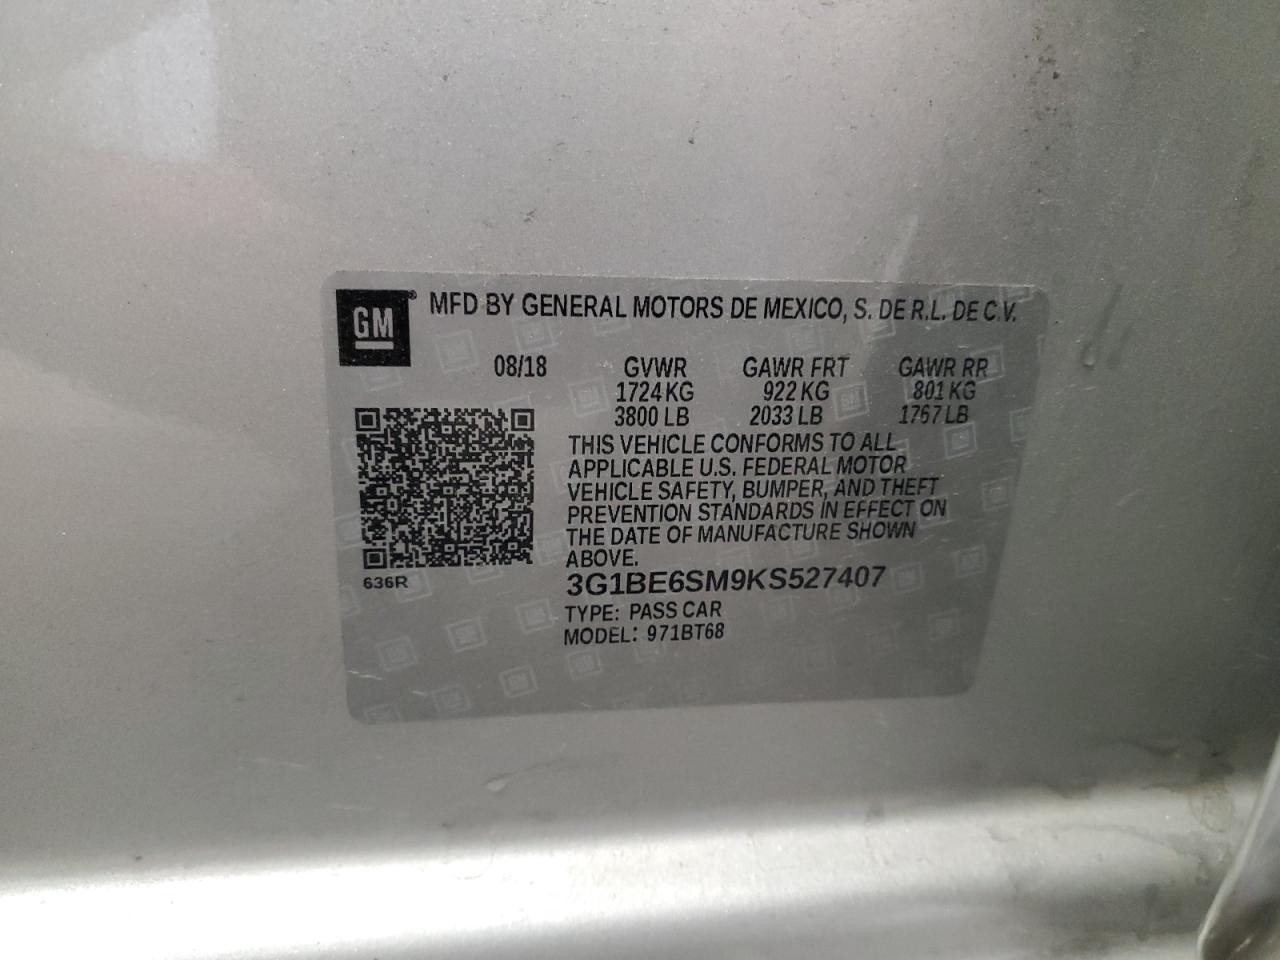 GM® MFD BY GENERAL MOTORS DE MEXICO, S. DE R.L. DE C.V.
08/18 GVWR GAWR FRT GAWR RR
1724 KG 922 KG 801 KG
3800 LB 2033 LB 1767 LB
THIS VEHICLE CONFORMS TO ALL
APPLICABLE U.S. FEDERAL MOTOR
VEHICLE SAFETY, BUMPER, AND THEFT
PREVENTION STANDARDS IN EFFECT ON
THE DATE OF MANUFACTURE SHOWN
ABOVE.
636R 3G1BE6SM9KS527407
TYPE: PASS CAR
MODEL: 971BT68